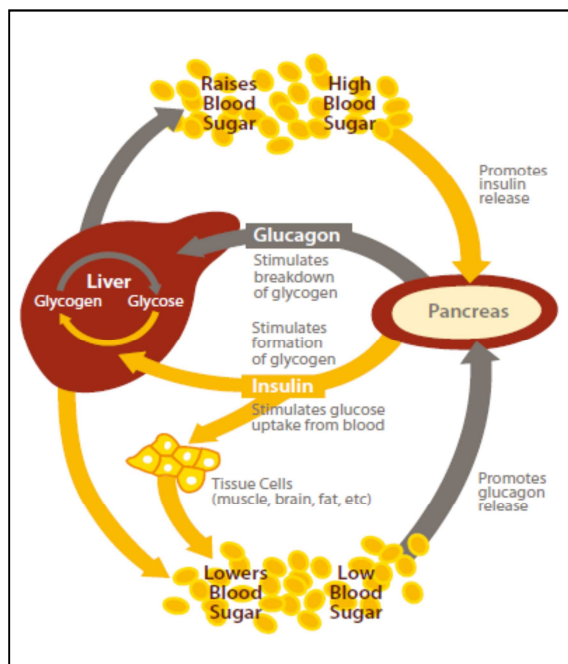 Raises
Blood
Sugar
High
Blood
Sugar
Promotes
insulin
release
Glucagon
Stimulates
breakdown
of glycogen
Liver
Glycogen
Glycose
Pancreas
Stimulates
formation
of glycogen
Insulin
Stimulates glucose
uptake from blood
Tissue Cells
(muscle, brain, fat, etc)
Promotes
glucagon
release
Lowers
Blood
Sugar
Low
Blood
Sugar